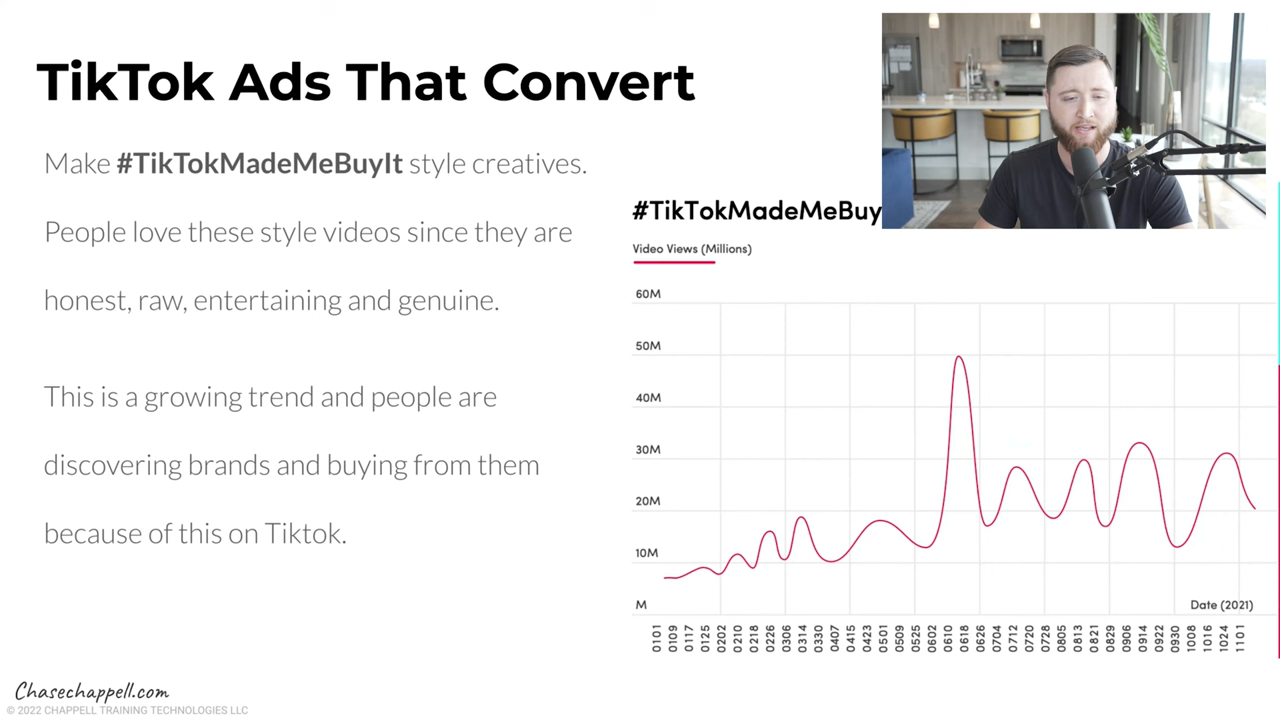 TikTok Ads That Convert
Make #TikTokMadeMeBuyIt style creatives.
People love these style videos since they are
honest, raw, entertaining and genuine.
This is a growing trend and people are
discovering brands and buying from them
because of this on Tiktok.
#TikTokMadeMeBuy
Video Views (Millions)
60M
50M
40M
30M
20M
10M
M
Date (2021)
0101 0109 0117 0125 0202 0210 0218 0226 0306 0314 0330 0407 0415 0423 0501 0509 0525 0602 0610 0618 0626 0704 0712 0720 0728 0805 0813 0821 0829 0906 0914 0922 0930 1008 1016 1024 1101
Chasechappell.com
© 2022 CHAPPELL TRAINING TECHNOLOGIES LLC